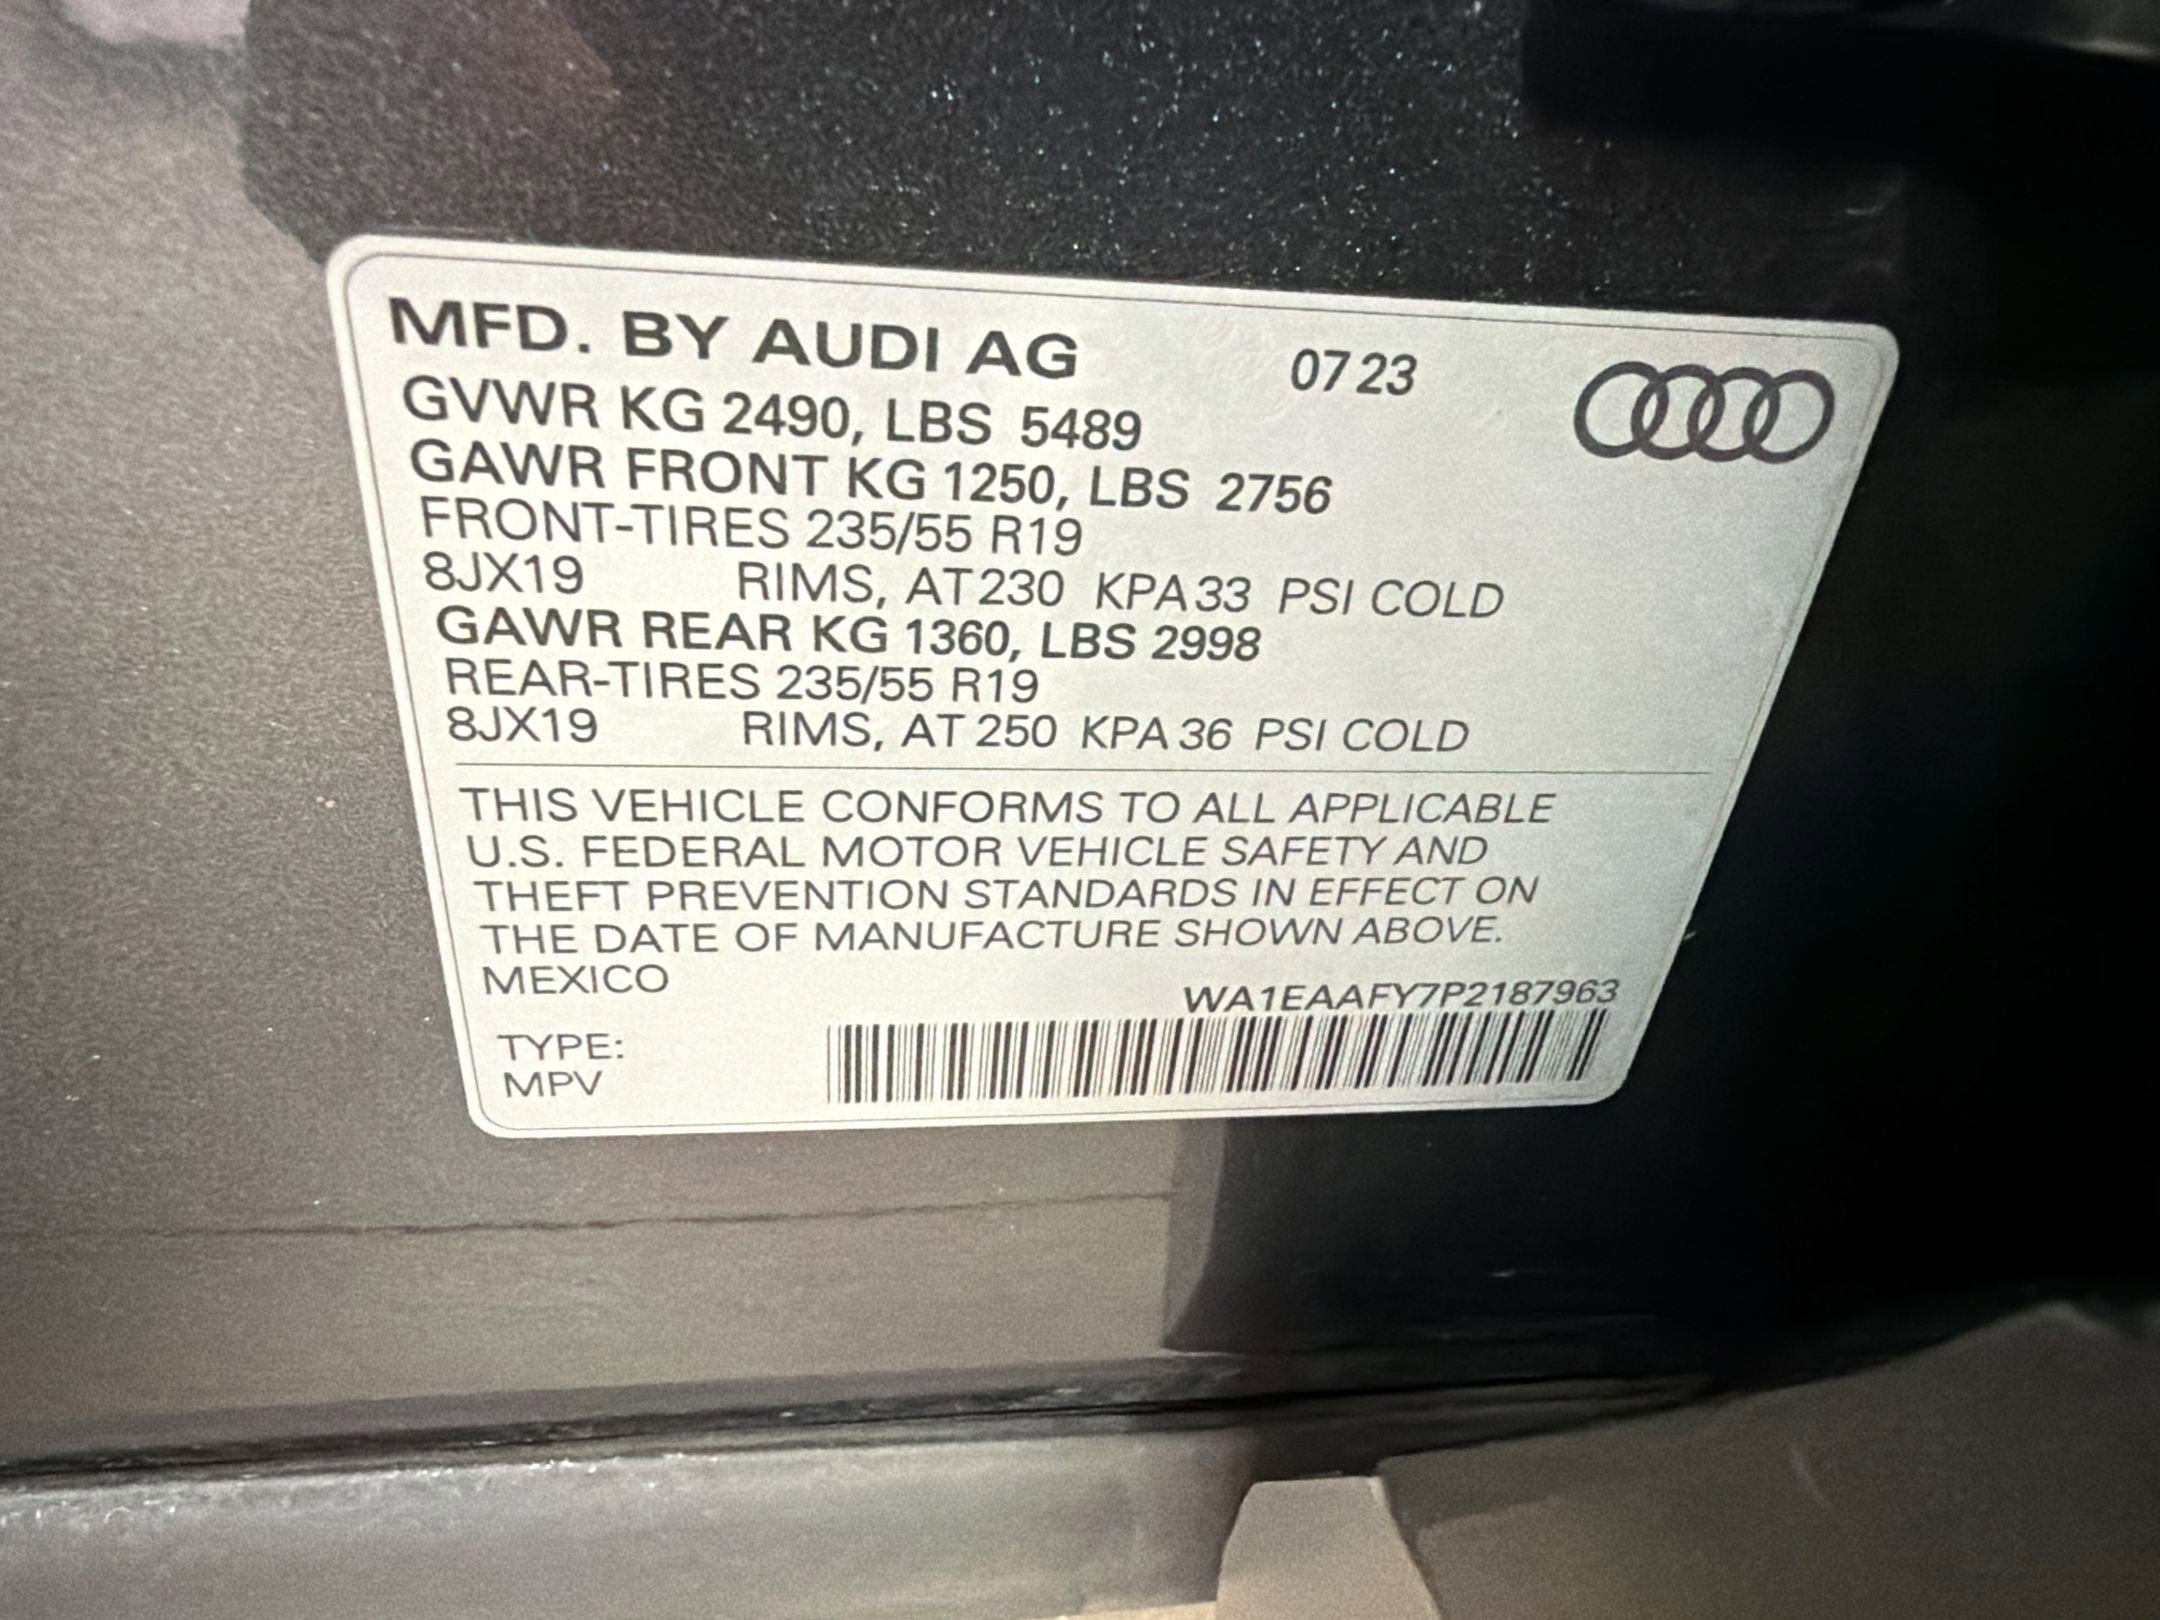 MFD. BY AUDI AG 07 23
GVWR KG 2490, LBS 5489
GAWR FRONT KG 1250, LBS 2756
FRONT-TIRES 235/55 R19
8JX19 RIMS, AT 230 KPA 33 PSI COLD
GAWR REAR KG 1360, LBS 2998
REAR-TIRES 235/55 R19
8JX19 RIMS, AT 250 KPA 36 PSI COLD
THIS VEHICLE CONFORMS TO ALL APPLICABLE
U.S. FEDERAL MOTOR VEHICLE SAFETY AND
THEFT PREVENTION STANDARDS IN EFFECT ON
THE DATE OF MANUFACTURE SHOWN ABOVE.
MEXICO
WA1EAAFY7P2187963
TYPE:
MPV